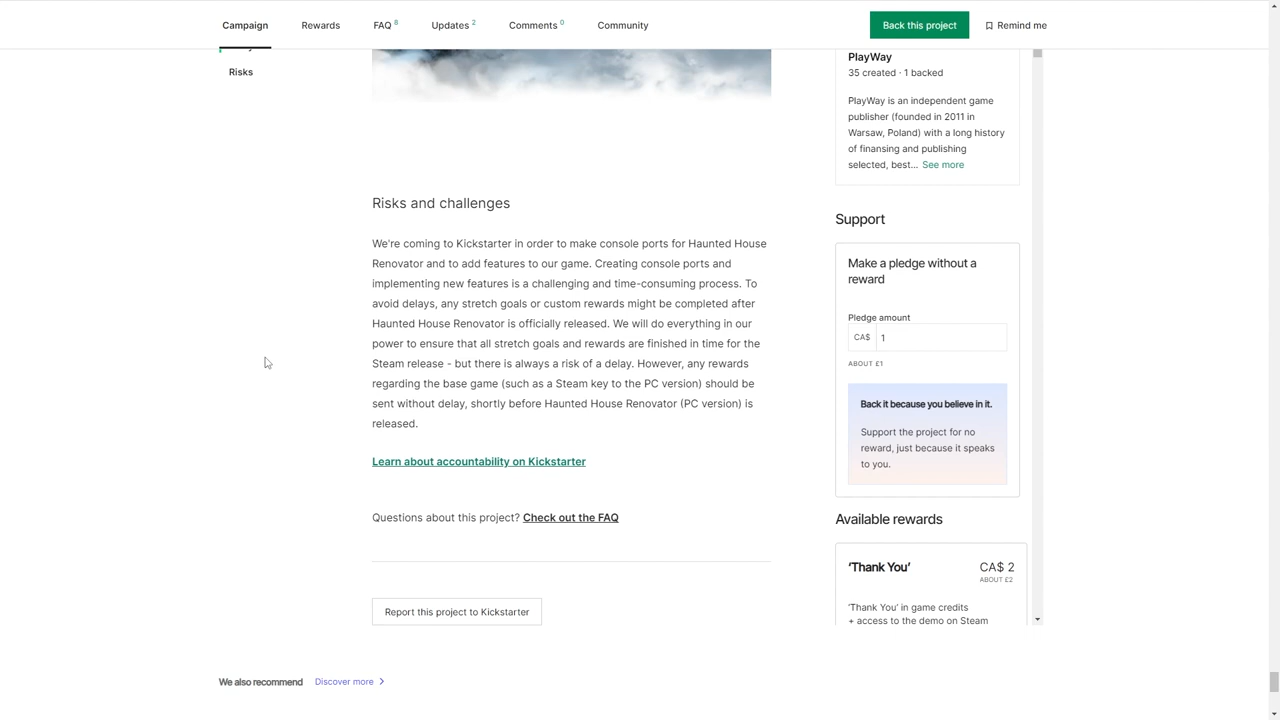 Campaign
Rewards
FAQ 8
Updates 2
Comments 0
Community
Back this project
Remind me
Risks
PlayWay
35 created · 1 backed
PlayWay is an independent game
publisher (founded in 2011 in
Warsaw, Poland) with a long history
of finansing and publishing
selected, best... See more
Risks and challenges
We're coming to Kickstarter in order to make console ports for Haunted House
Renovator and to add features to our game. Creating console ports and
implementing new features is a challenging and time-consuming process. To
avoid delays, any stretch goals or custom rewards might be completed after
Haunted House Renovator is officially released. We will do everything in our
power to ensure that all stretch goals and rewards are finished in time for the
Steam release - but there is always a risk of a delay. However, any rewards
regarding the base game (such as a Steam key to the PC version) should be
sent without delay, shortly before Haunted House Renovator (PC version) is
released.
Learn about accountability on Kickstarter
Questions about this project? Check out the FAQ
Report this project to Kickstarter
Support
Make a pledge without a
reward
Pledge amount
CA$ 1
ABOUT £1
Back it because you believe in it.
Support the project for no
reward, just because it speaks
to you.
Available rewards
‘Thank You’ CA$ 2
ABOUT £2
‘Thank You’ in game credits
+ access to the demo on Steam
We also recommend
Discover more